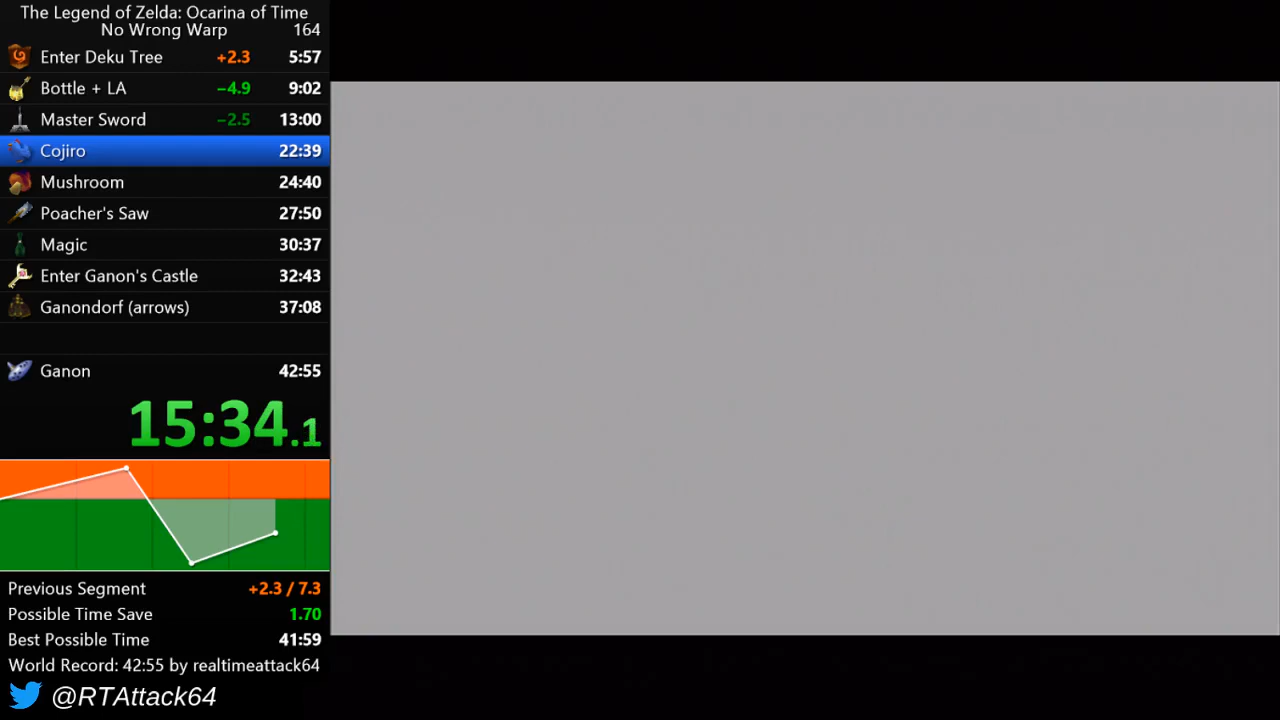 The Legend of Zelda: Ocarina of Time
No Wrong Warp 164
Enter Deku Tree +2.3 5:57
Bottle + LA −4.9 9:02
Master Sword −2.5 13:00
Cojiro 22:39
Mushroom 24:40
Poacher's Saw 27:50
Magic 30:37
Enter Ganon's Castle 32:43
Ganondorf (arrows) 37:08
Ganon 42:55
15:34.1
Previous Segment +2.3 / 7.3
Possible Time Save 1.70
Best Possible Time 41:59
World Record: 42:55 by realtimeattack64
@RTAttack64